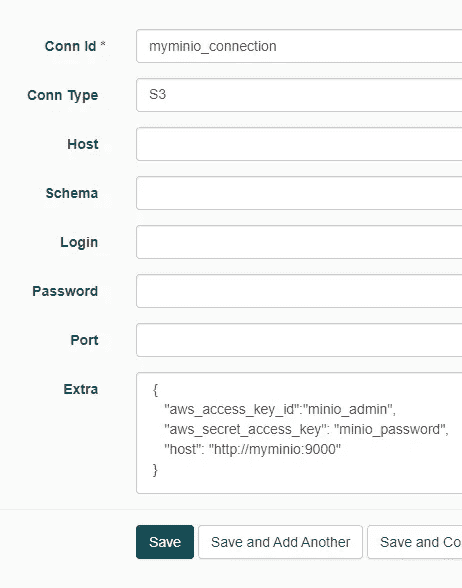 Conn Id *
myminio_connection
Conn Type
S3
Host
Schema
Login
Password
Port
Extra
{
"aws_access_key_id":"minio_admin",
"aws_secret_access_key": "minio_password",
"host": "http://myminio:9000"
}
Save
Save and Add Another
Save and Co